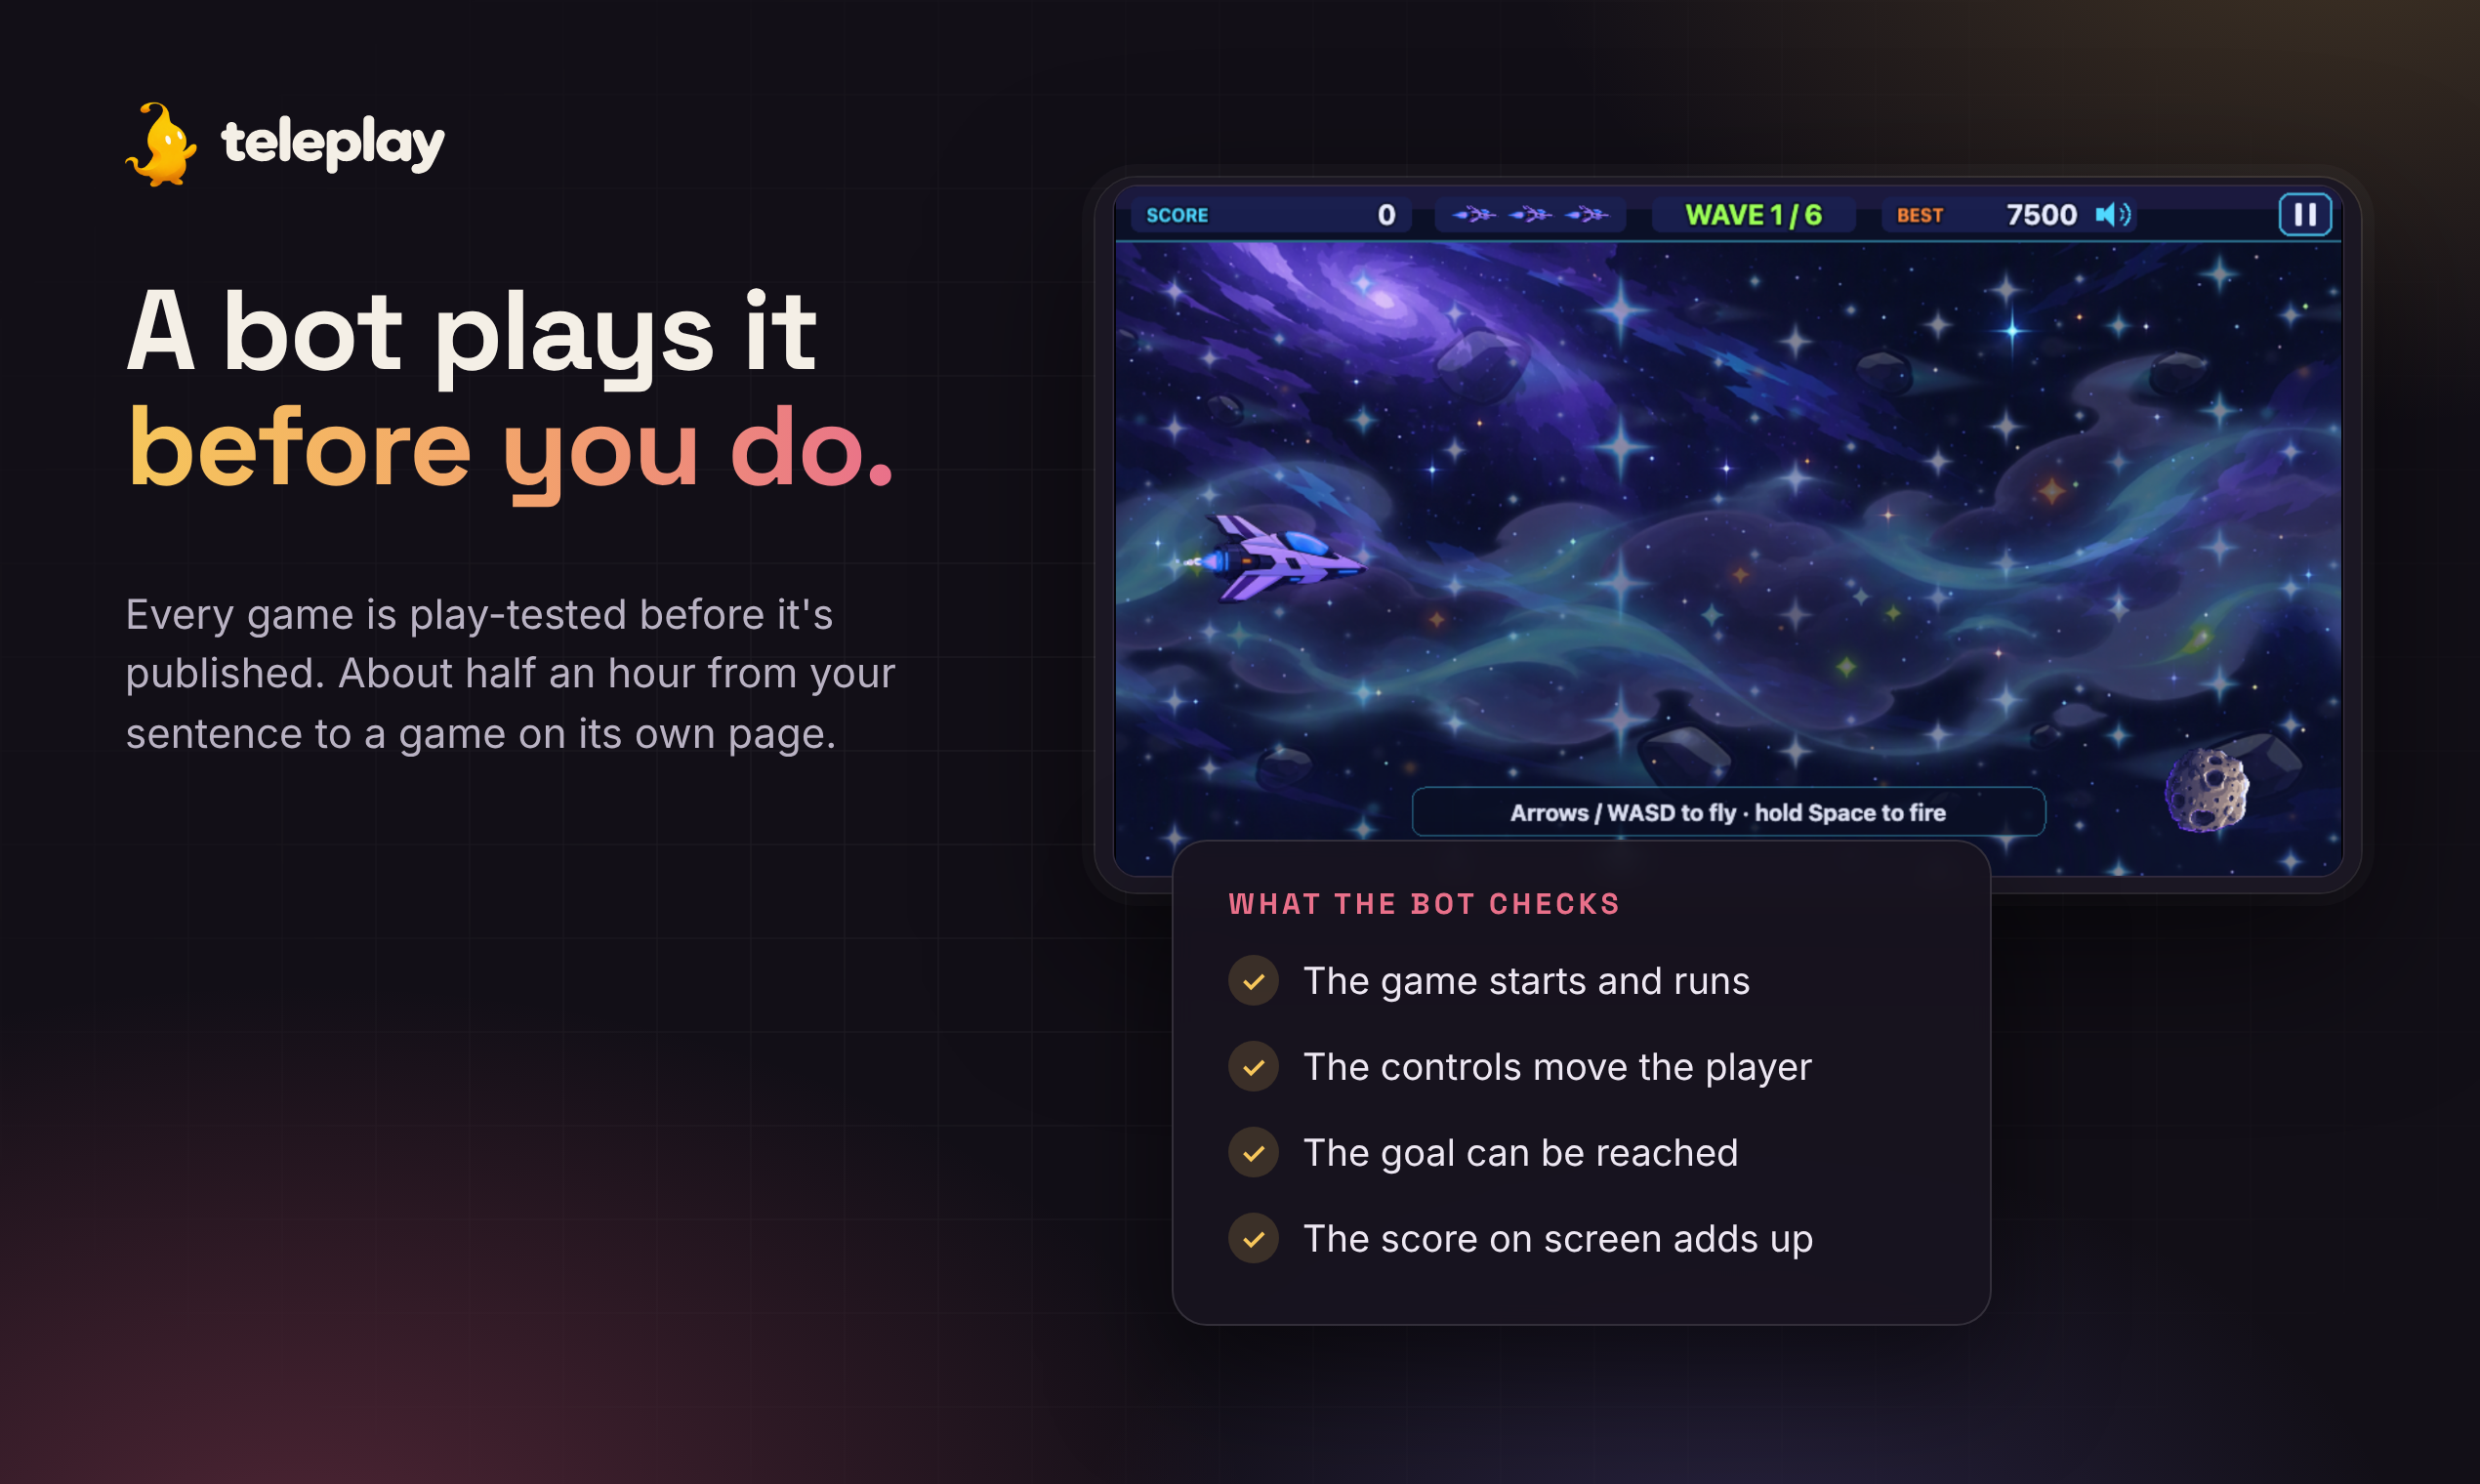 teleplay
A bot plays it
before you do.
Every game is play-tested before it's
published. About half an hour from your
sentence to a game on its own page.
SCORE 0 WAVE 1 / 6 BEST 7500
Arrows / WASD to fly · hold Space to fire
WHAT THE BOT CHECKS
The game starts and runs
The controls move the player
The goal can be reached
The score on screen adds up